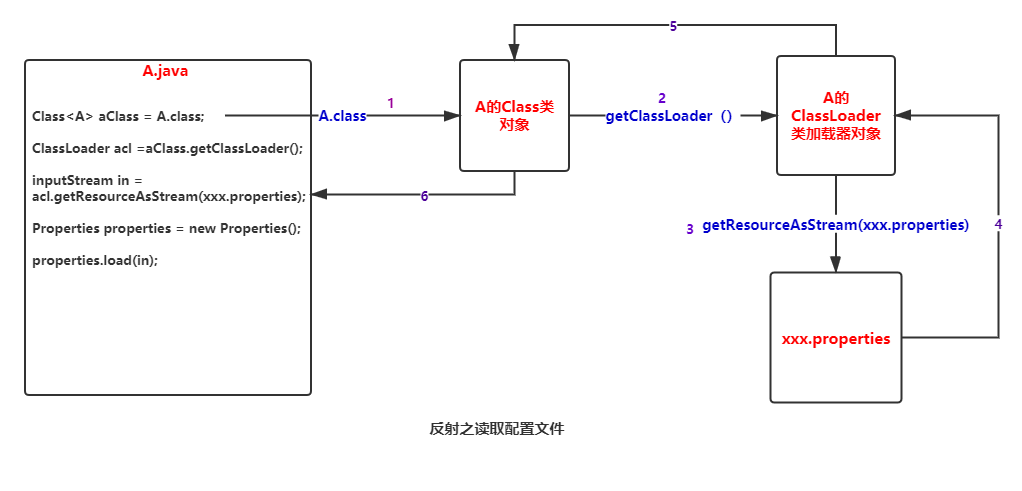 A.java
Class<A> aClass = A.class;
ClassLoader acl =aClass.getClassLoader();
inputStream in =
acl.getResourceAsStream(xxx.properties);
Properties properties = new Properties();
properties.load(in);
1
A.class
A的Class类
对象
2
getClassLoader（）
A的
ClassLoader
类加载器对象
5
6
3
getResourceAsStream(xxx.properties)
4
xxx.properties
反射之读取配置文件